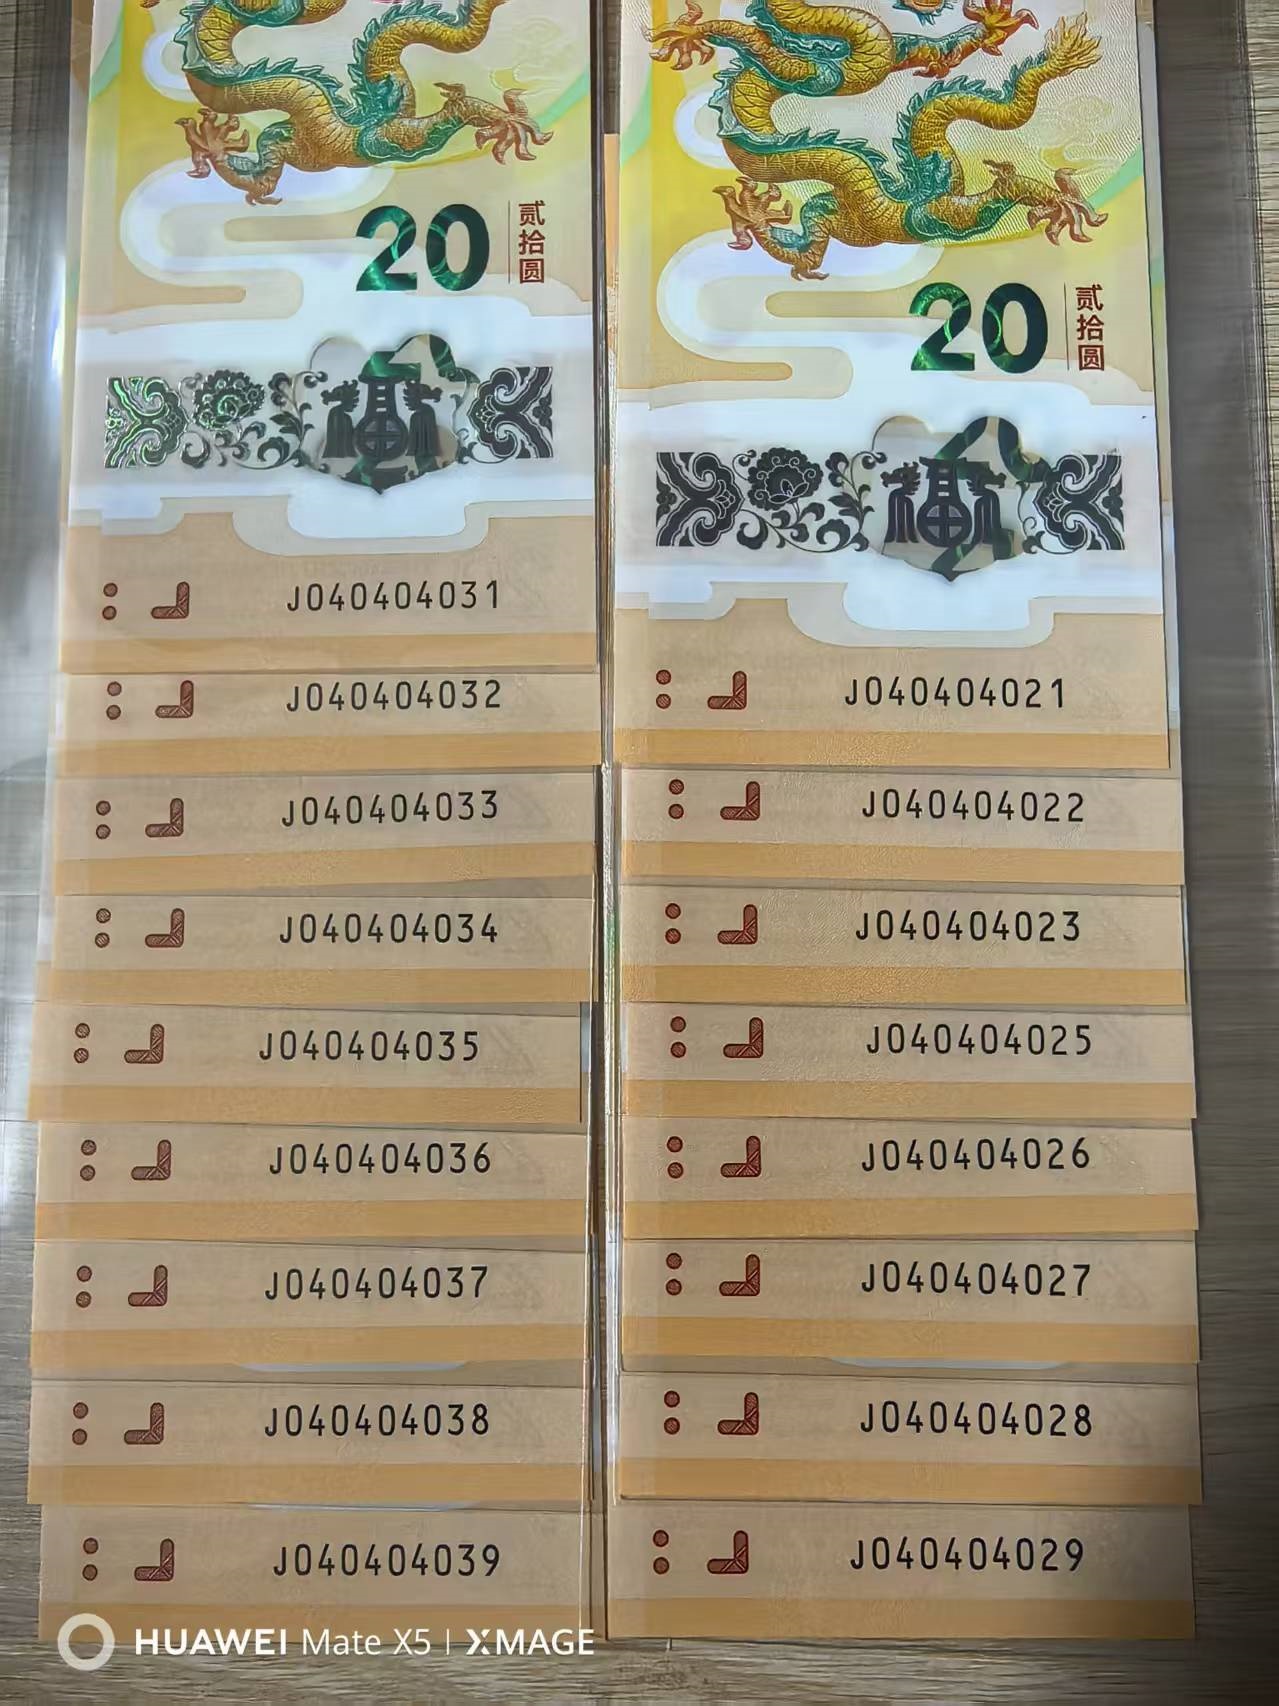 20
贰拾圆
福
J040404031
J040404032
J040404033
J040404034
J040404035
J040404036
J040404037
J040404038
J040404039
20
贰拾圆
福
J040404021
J040404022
J040404023
J040404025
J040404026
J040404027
J040404028
J040404029
HUAWEI Mate X5 | XMAGE